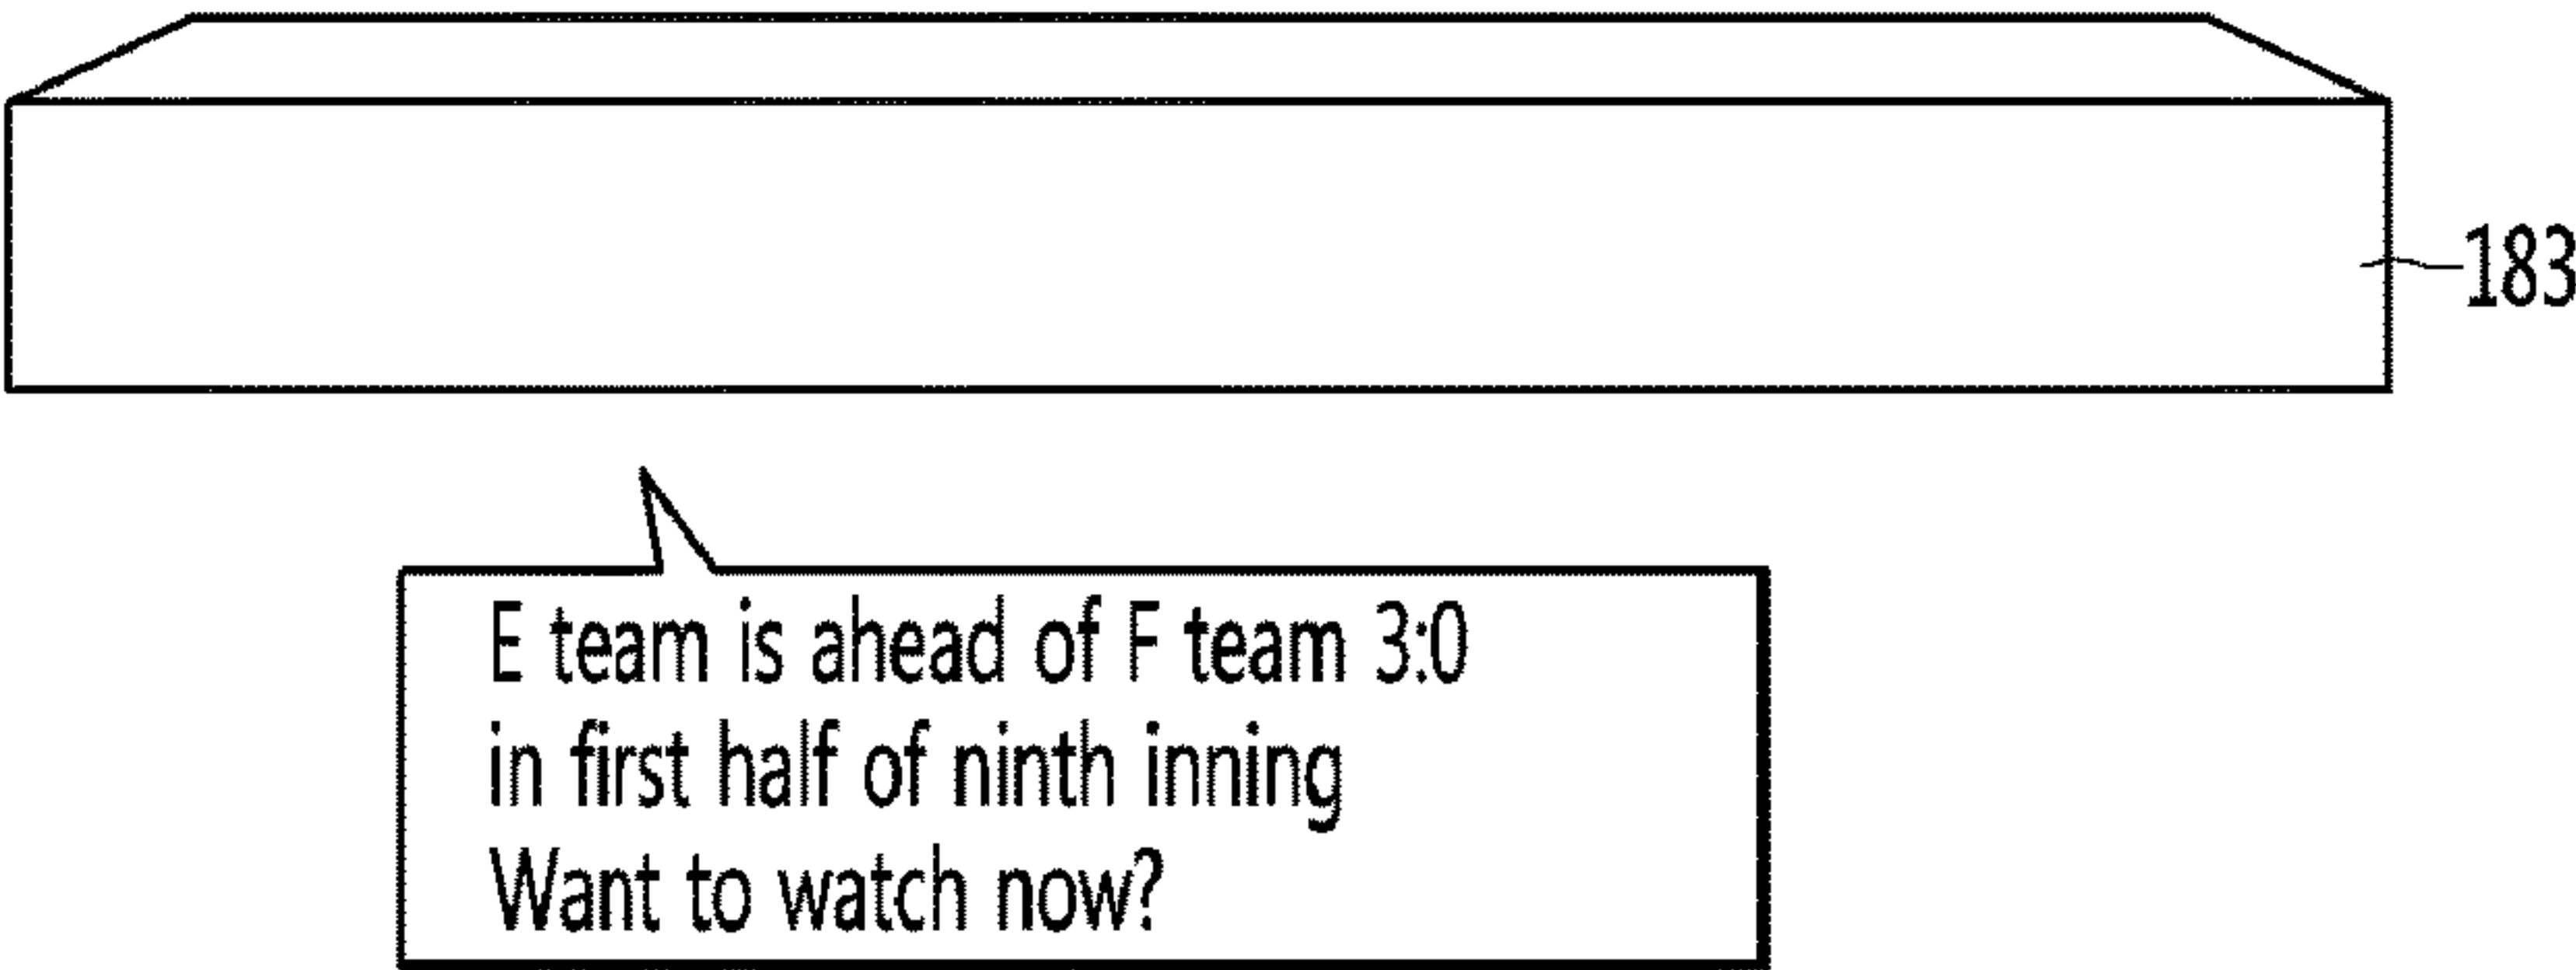 183
E team is ahead of F team 3:0
in first half of ninth inning
Want to watch now?